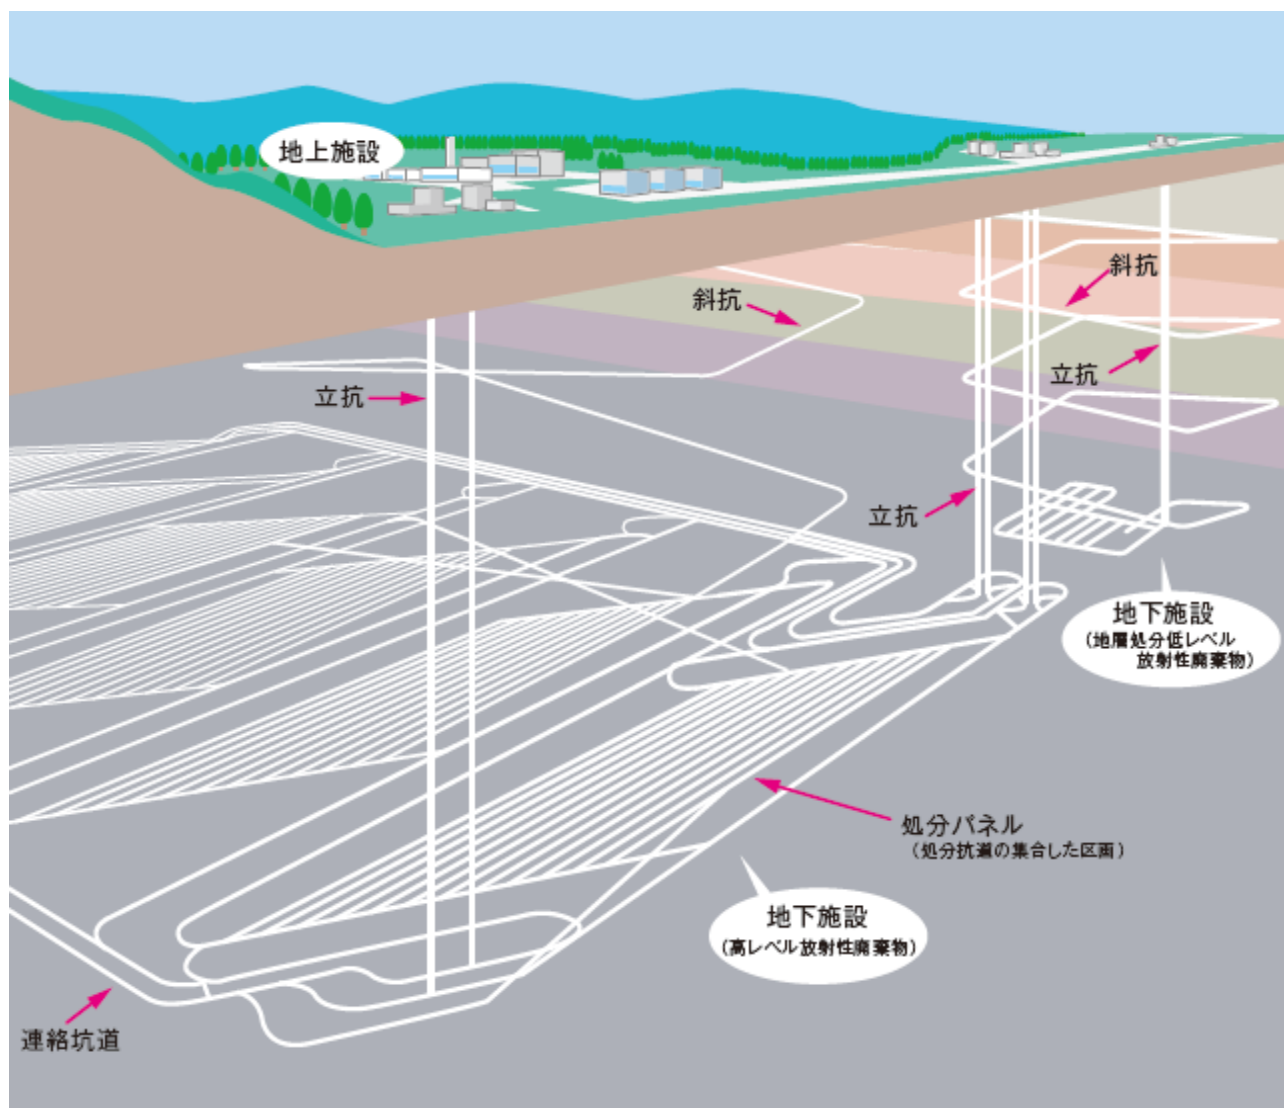 地上施設
斜抗
斜抗
立抗
立抗
立抗
地下施設
(地層処分低レベル
放射性廃棄物)
処分パネル
(処分抗道の集合した区画)
地下施設
(高レベル放射性廃棄物)
連絡坑道